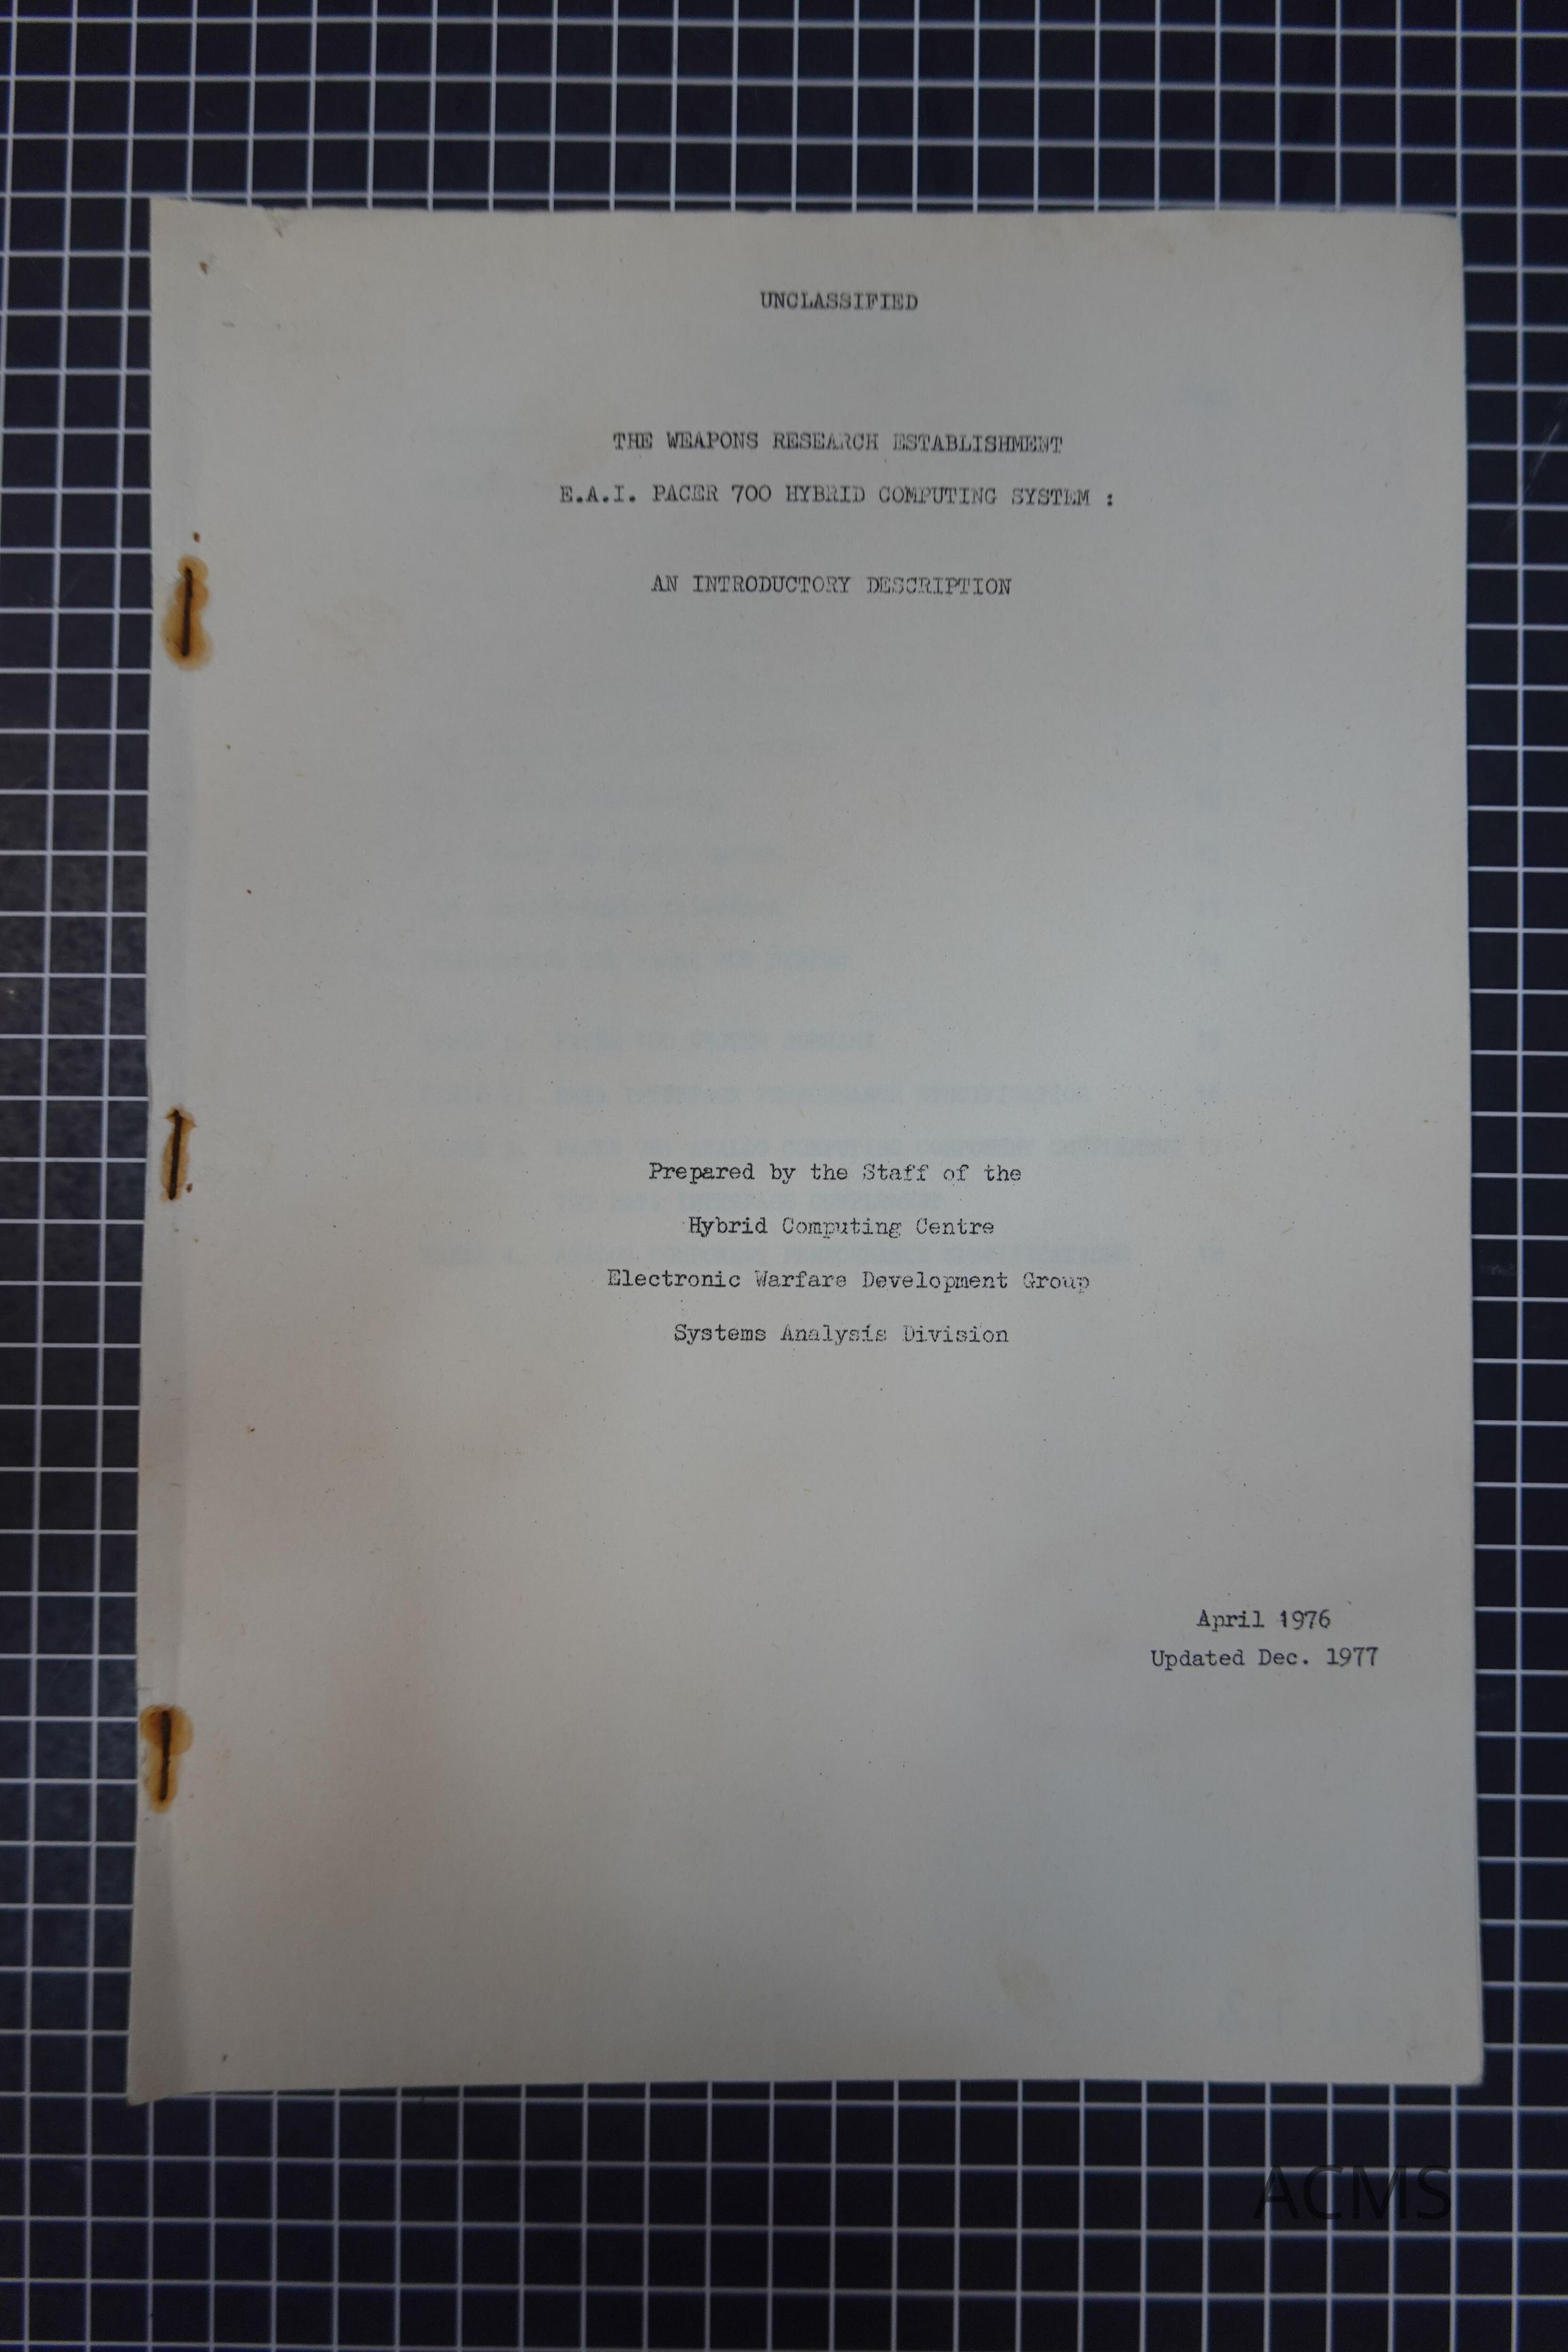 UNCLASSIFIED
THE WEAPONS RESEARCH ESTABLISHMENT
E.A.I. PACER 700 HYBRID COMPUTING SYSTEM :
AN INTRODUCTORY DESCRIPTION
Prepared by the Staff of the
Hybrid Computing Centre
Electronic Warfare Development Group
Systems Analysis Division
April 1976
Updated Dec. 1977
ACMS